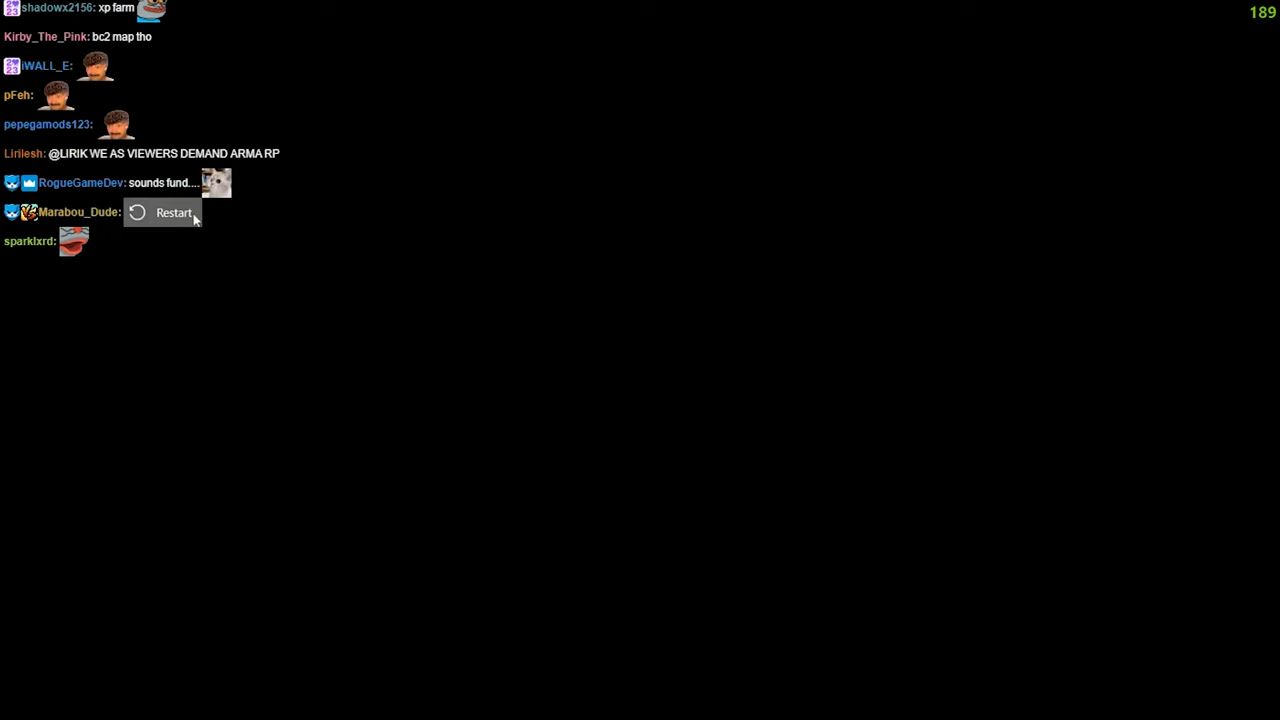 shadowx2156: xp farm
189
Kirby_The_Pink: bc2 map tho
iWALL_E:
pFeh:
pepegamods123:
Lirilesh: @LIRIK WE AS VIEWERS DEMAND ARMA RP
RogueGameDev: sounds fund....
Marabou_Dude: Restart
sparklxrd: